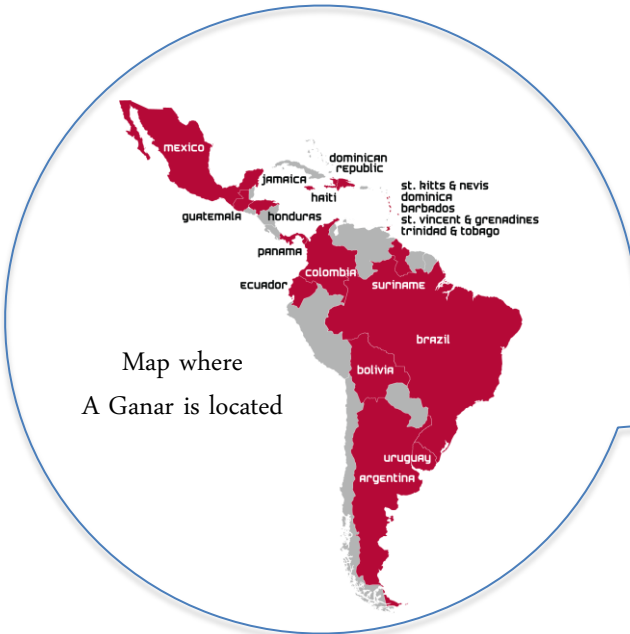 mexico
dominican
republic
jamaica
haiti
st. kitts & nevis
dominica
barbados
st. vincent & grenadines
trinidad & tobago
guatemala
honduras
panama
colombia
ecuador
suriname
brazil
Map where
A Ganar is located
bolivia
uruguay
argentina